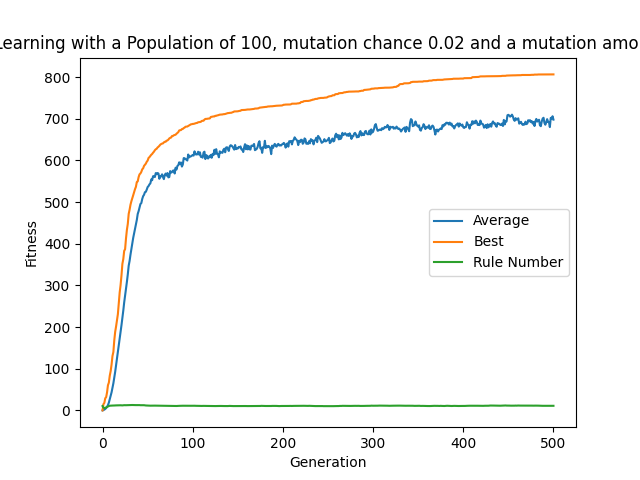 Learning with a Population of 100, mutation chance 0.02 and a mutation
800
700
600
500
400
300
200
100
0
Fitness
Average
Best
Rule Number
0 100 200 300 400 500
Generation